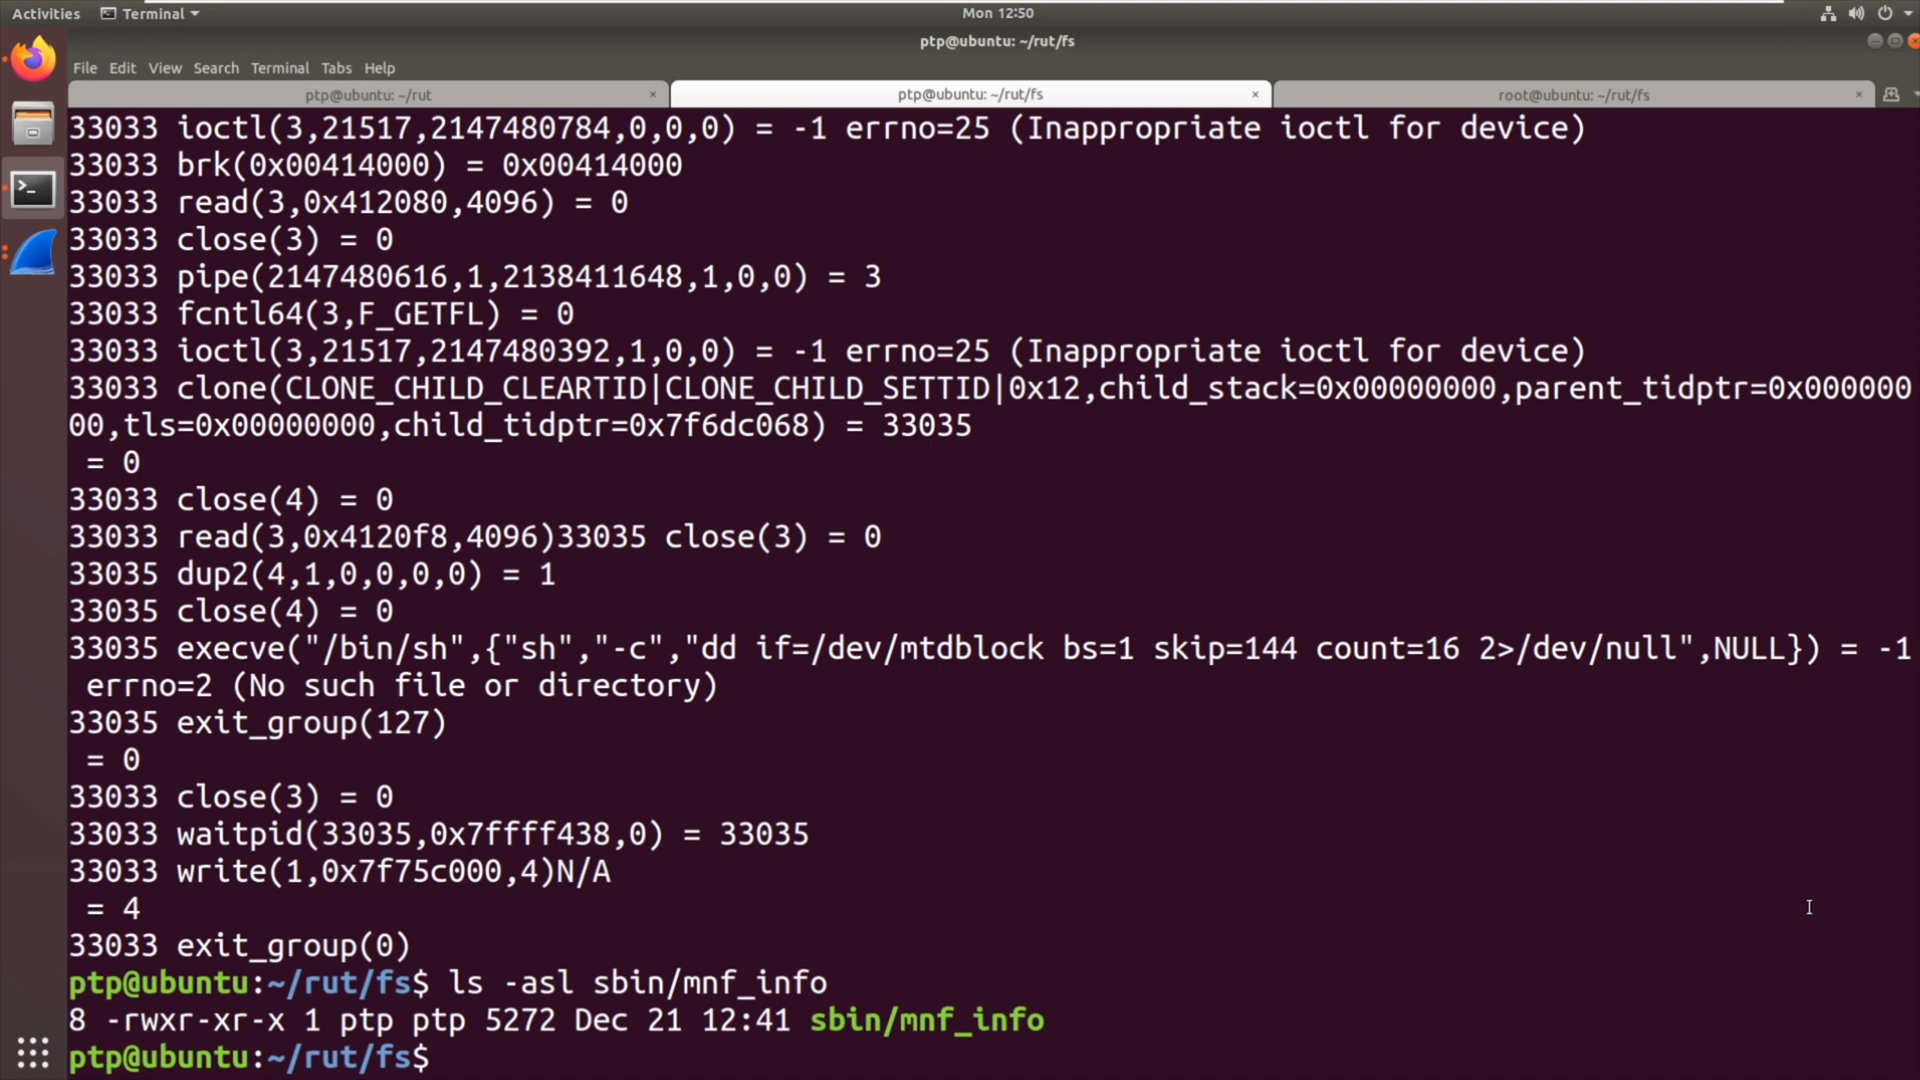 Activities Terminal Mon 12:50
ptp@ubuntu: ~/rut/fs
File Edit View Search Terminal Tabs Help
ptp@ubuntu: ~/rut × ptp@ubuntu: ~/rut/fs × root@ubuntu: ~/rut/fs ×
33033 ioctl(3,21517,2147480784,0,0,0) = -1 errno=25 (Inappropriate ioctl for device)
33033 brk(0x00414000) = 0x00414000
33033 read(3,0x412080,4096) = 0
33033 close(3) = 0
33033 pipe(2147480616,1,2138411648,1,0,0) = 3
33033 fcntl64(3,F_GETFL) = 0
33033 ioctl(3,21517,2147480392,1,0,0) = -1 errno=25 (Inappropriate ioctl for device)
33033 clone(CLONE_CHILD_CLEARTID|CLONE_CHILD_SETTID|0x12,child_stack=0x00000000,parent_tidptr=0x000000
00,tls=0x00000000,child_tidptr=0x7f6dc068) = 33035
 = 0
33033 close(4) = 0
33033 read(3,0x4120f8,4096)33035 close(3) = 0
33035 dup2(4,1,0,0,0,0) = 1
33035 close(4) = 0
33035 execve("/bin/sh",{"sh","-c","dd if=/dev/mtdblock bs=1 skip=144 count=16 2>/dev/null",NULL}) = -1
 errno=2 (No such file or directory)
33035 exit_group(127)
 = 0
33033 close(3) = 0
33033 waitpid(33035,0x7ffff438,0) = 33035
33033 write(1,0x7f75c000,4)N/A
 = 4
33033 exit_group(0)
ptp@ubuntu:~/rut/fs$ ls -asl sbin/mnf_info
8 -rwxr-xr-x 1 ptp ptp 5272 Dec 21 12:41 sbin/mnf_info
ptp@ubuntu:~/rut/fs$